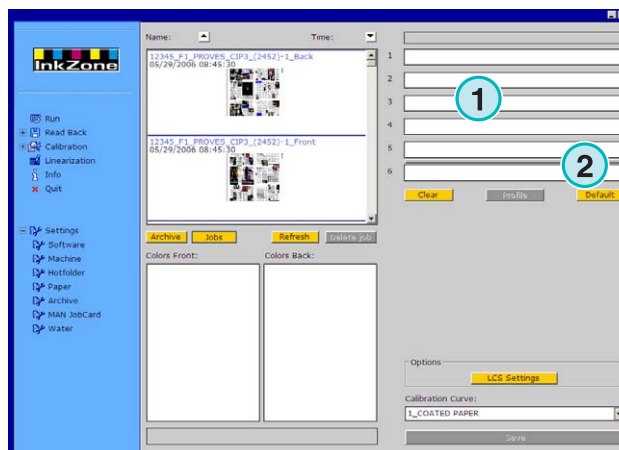 InkZone
Run
Read Back
Calibration
Linearization
Info
Quit
Settings
Software
Machine
Hotfolder
Paper
Archive
MAN JobCard
Water
Name:
Time:
12345_F1_PROVES_CIP3_(2452)-1_Back
05/29/2006 08:45:30
12345_F1_PROVES_CIP3_(2452)-1_Front
05/29/2006 08:45:30
Archive
Jobs
Refresh
Delete job
Colors Front:
Colors Back:
1
2
3
4
5
6
1
2
Clear
Profile
Default
Options
LCS Settings
Calibration Curve:
1_COATED PAPER
Save